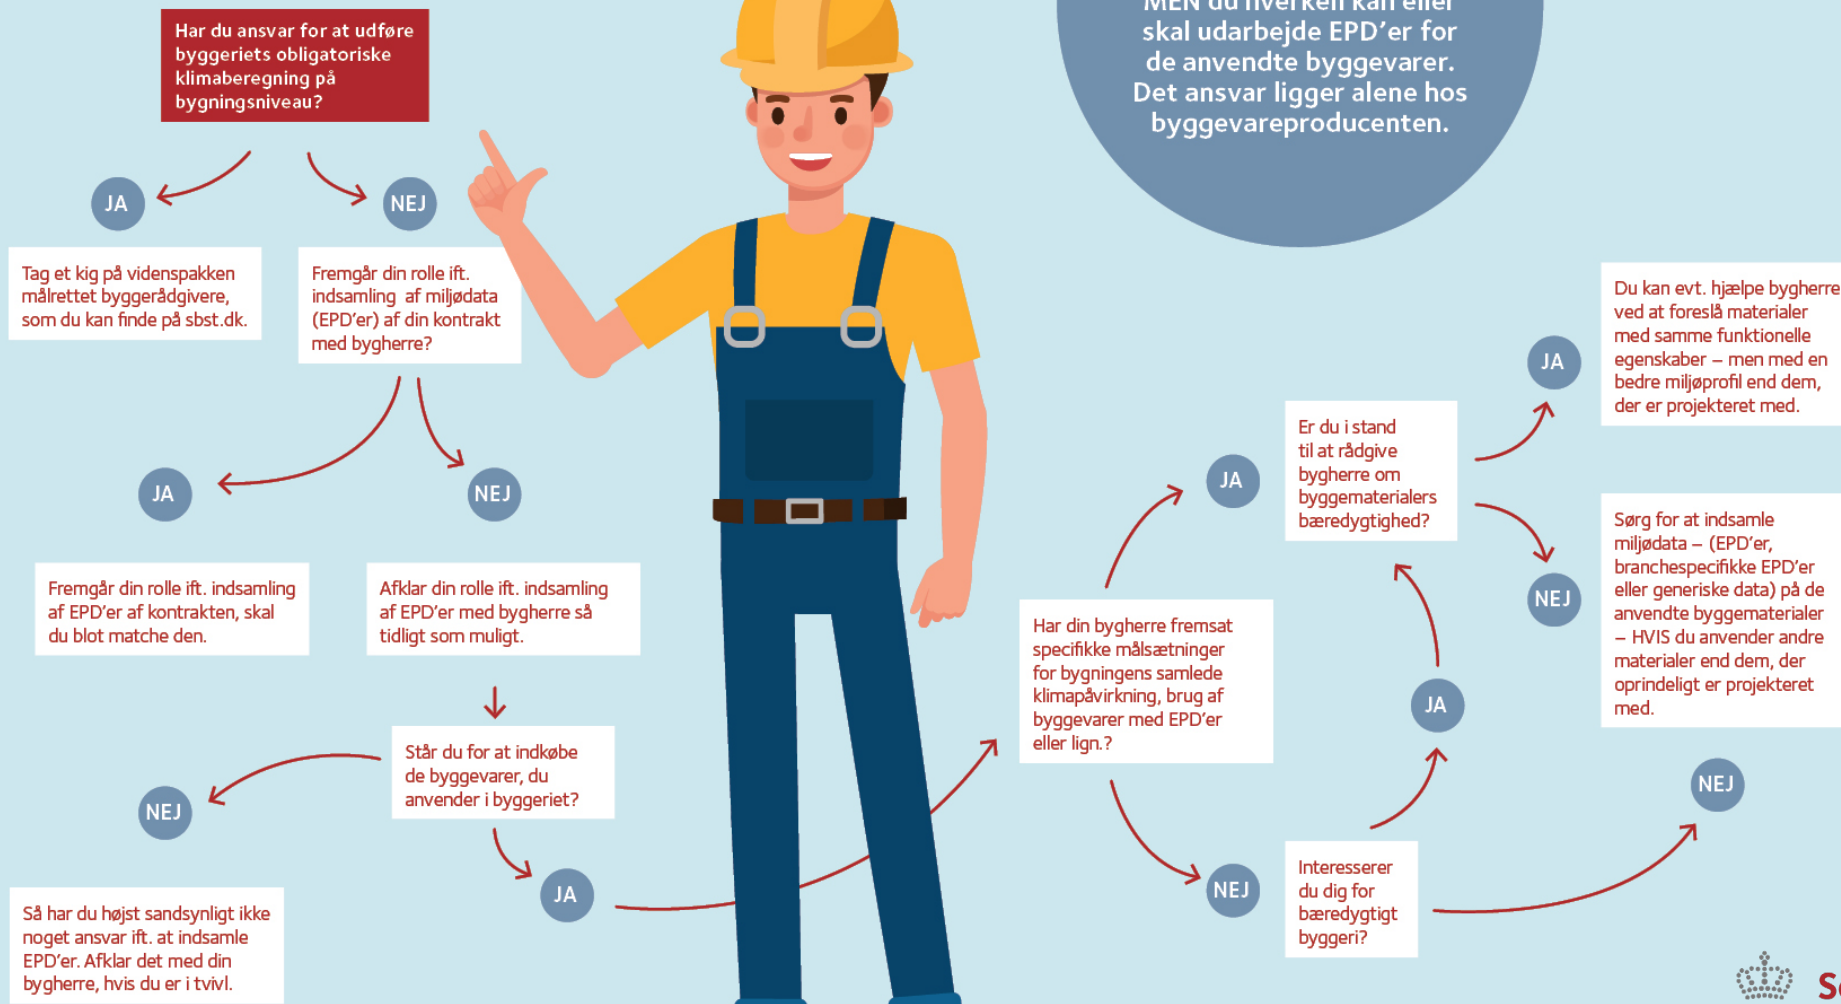 Har du ansvar for at udføre
byggeriets obligatoriske
klimaberegning på
bygningsniveau?
JA
NEJ
Tag et kig på videnspakken
målrettet byggerådgivere,
som du kan finde på sbst.dk.
Fremgår din rolle ift.
indsamling af miljødata
(EPD'er) af din kontrakt
med bygherre?
JA
NEJ
Fremgår din rolle ift. indsamling
af EPD'er af kontrakten, skal
du blot matche den.
Afklar din rolle ift. indsamling
af EPD'er med bygherre så
tidligt som muligt.
Står du for at indkøbe
de byggevarer, du
anvender i byggeriet?
NEJ
JA
Så har du højst sandsynligt ikke
noget ansvar ift. at indsamle
EPD'er. Afklar det med din
bygherre, hvis du er i tvivl.
MEN du hverken kan eller
skal udarbejde EPD'er for
de anvendte byggevarer.
Det ansvar ligger alene hos
byggevareproducenten.
Har din bygherre fremsat
specifikke målsætninger
for bygningens samlede
klimapåvirkning, brug af
byggevarer med EPD'er
eller lign.?
JA
NEJ
Er du i stand
til at rådgive
bygherre om
byggematerialers
bæredygtighed?
JA
Interesserer
du dig for
bæredygtigt
byggeri?
JA
Du kan evt. hjælpe bygherre
ved at foreslå materialer
med samme funktionelle
egenskaber – men med en
bedre miljøprofil end dem,
der er projekteret med.
NEJ
Sørg for at indsamle
miljødata – (EPD'er,
branchespecifikke EPD'er
eller generiske data) på de
anvendte byggematerialer
– HVIS du anvender andre
materialer end dem, der
oprindeligt er projekteret
med.
NEJ